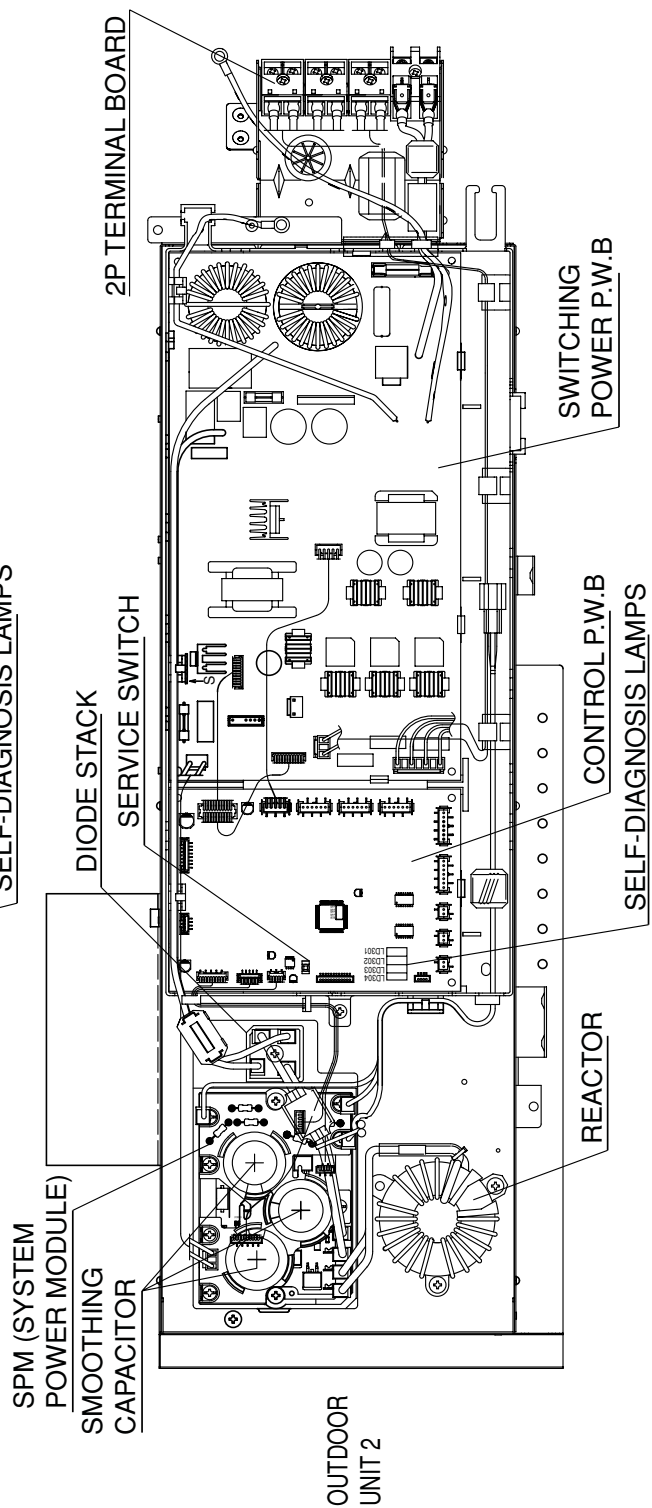 SELF-DIAGNOSIS LAMPS
2P TERMINAL BOARD
DIODE STACK
SERVICE SWITCH
SPM (SYSTEM
POWER MODULE)
SMOOTHING
CAPACITOR
OUTDOOR
UNIT 2
S
LD301
LD302
LD303
LD304
SWITCHING
POWER P.W.B
CONTROL P.W.B
SELF-DIAGNOSIS LAMPS
REACTOR